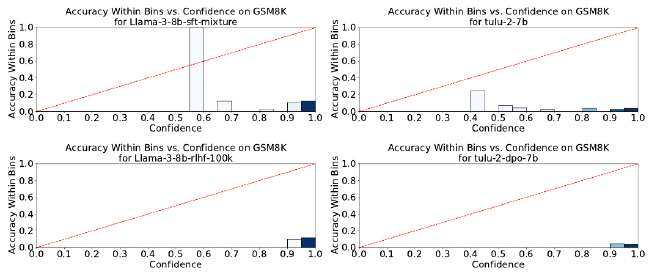 Accuracy Within Bins vs. Confidence on GSM8K
for Llama-3-8b-sft-mixture
Accuracy Within Bins
1.0
0.8
0.6
0.4
0.2
0.0
0.0 0.1 0.2 0.3 0.4 0.5 0.6 0.7 0.8 0.9 1.0
Confidence
Accuracy Within Bins vs. Confidence on GSM8K
for tulu-2-7b
Accuracy Within Bins
1.0
0.8
0.6
0.4
0.2
0.0
0.0 0.1 0.2 0.3 0.4 0.5 0.6 0.7 0.8 0.9 1.0
Confidence
Accuracy Within Bins vs. Confidence on GSM8K
for Llama-3-8b-rlhf-100k
Accuracy Within Bins
1.0
0.8
0.6
0.4
0.2
0.0
0.0 0.1 0.2 0.3 0.4 0.5 0.6 0.7 0.8 0.9 1.0
Confidence
Accuracy Within Bins vs. Confidence on GSM8K
for tulu-2-dpo-7b
Accuracy Within Bins
1.0
0.8
0.6
0.4
0.2
0.0
0.0 0.1 0.2 0.3 0.4 0.5 0.6 0.7 0.8 0.9 1.0
Confidence